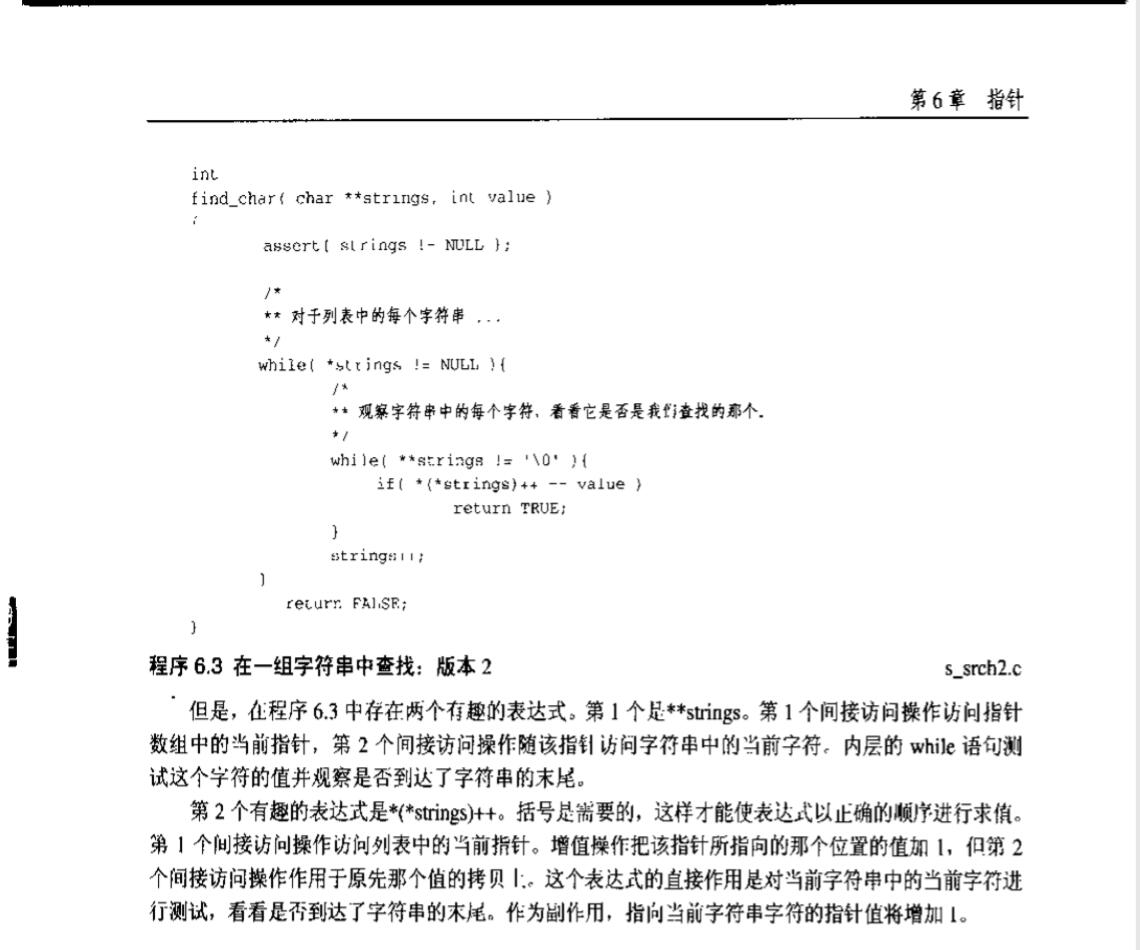 第6章 指针
int
find_char( char **strings, int value )
{
assert( strings != NULL );
/*
** 对于列表中的每个字符串 ...
*/
while( *strings != NULL ){
/*
** 观察字符串中的每个字符，看看它是否是我们查找的那个。
*/
while( **strings != '\0' ){
if( *(*strings)++ == value )
return TRUE;
}
strings++;
}
return FALSE;
}
程序 6.3 在一组字符串中查找：版本 2 s_srch2.c
但是，在程序 6.3 中存在两个有趣的表达式。第 1 个是**strings。第 1 个间接访问操作访问指针
数组中的当前指针，第 2 个间接访问操作随该指针访问字符串中的当前字符。内层的 while 语句测
试这个字符的值并观察是否到达了字符串的末尾。
第 2 个有趣的表达式是*(*strings)++。括号是需要的，这样才能使表达式以正确的顺序进行求值。
第 1 个间接访问操作访问列表中的当前指针。增值操作把该指针所指向的那个位置的值加 1，但第 2
个间接访问操作作用于原先那个值的拷贝上。这个表达式的直接作用是对当前字符串中的当前字符进
行测试，看看是否到达了字符串的末尾。作为副作用，指向当前字符串字符的指针值将增加 1。